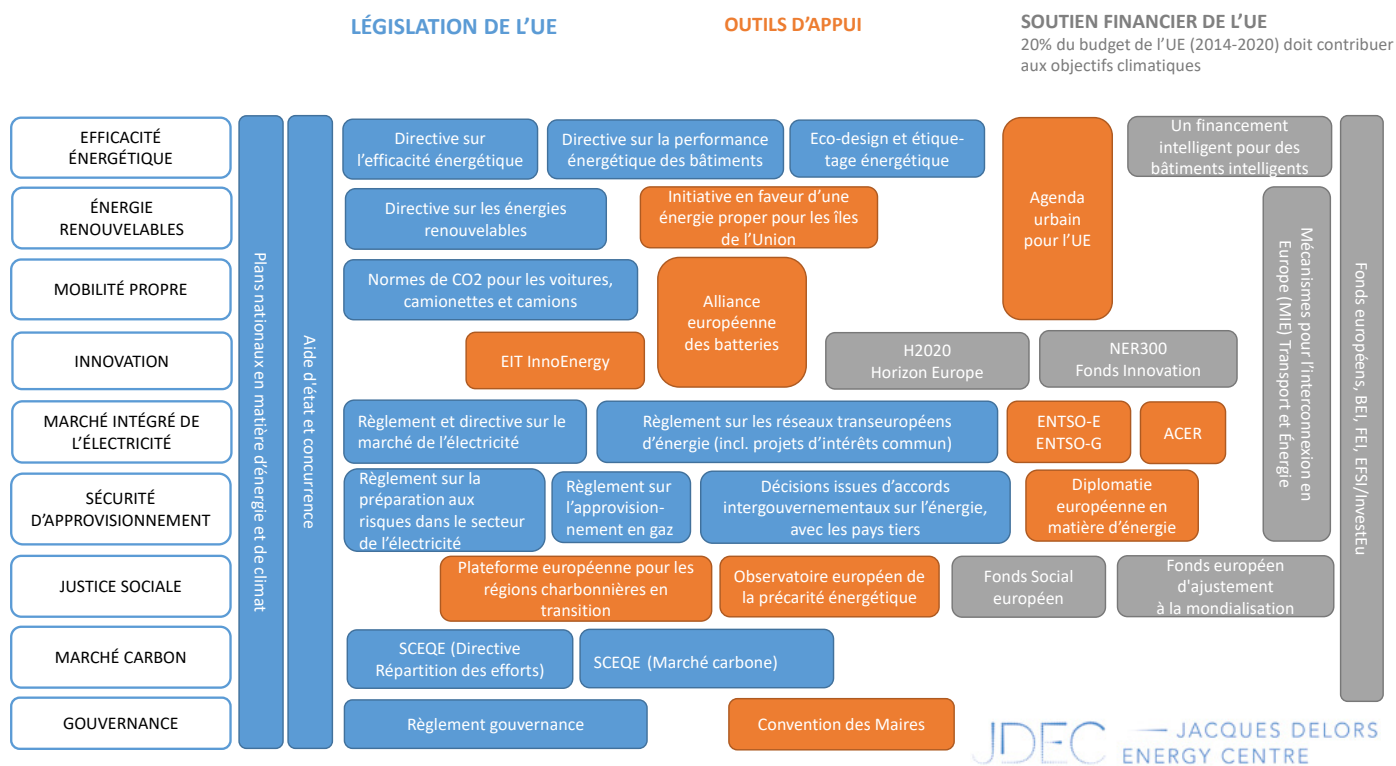 LÉGISLATION DE L'UE
OUTILS D'APPUI
SOUTIEN FINANCIER DE L'UE
20% du budget de l'UE (2014-2020) doit contribuer
aux objectifs climatiques
EFFICACITÉ
ÉNERGÉTIQUE
Directive sur
l'efficacité énergétique
Directive sur la performance
énergétique des bâtiments
Eco-design et étique-
tage énergétique
Un financement
intelligent pour des
bâtiments intelligents
ÉNERGIE
RENOUVELABLES
Directive sur les énergies
renouvelables
Initiative en faveur d'une
énergie proper pour les îles
de l'Union
Agenda
urbain
pour l'UE
MOBILITÉ PROPRE
Normes de CO2 pour les voitures,
camionettes et camions
Alliance
européenne
des batteries
INNOVATION
EIT InnoEnergy
H2020
Horizon Europe
NER300
Fonds Innovation
MARCHÉ INTÉGRÉ DE
L'ÉLECTRICITÉ
Règlement et directive sur le
marché de l'électricité
Règlement sur les réseaux transeuropéens
d'énergie (incl. projets d'intérêts commun)
ENTSO-E
ENTSO-G
ACER
SÉCURITÉ
D'APPROVISIONNEMENT
Règlement sur la
préparation aux
risques dans le secteur
de l'électricité
Règlement sur
l'approvision-
nement en gaz
Décisions issues d'accords
intergouvernementaux sur l'énergie,
avec les pays tiers
Diplomatie
européenne en
matière d'énergie
JUSTICE SOCIALE
Plateforme européenne pour les
régions charbonnières en
transition
Observatoire européen de
la précarité énergétique
Fonds Social
européen
Fonds européen
d'ajustement
à la mondialisation
MARCHÉ CARBON
SCEQE (Directive
Répartition des efforts)
SCEQE (Marché carbone)
GOUVERNANCE
Règlement gouvernance
Convention des Maires
Plans nationaux en matière d'énergie et de climat
Aide d'état et concurrence
Mécanismes pour l'interconnexion en
Europe (MIE) Transport et Énergie
Fonds européens, BEI, FEI, EFSI/InvestEu
JDEC
JACQUES DELORS
ENERGY CENTRE